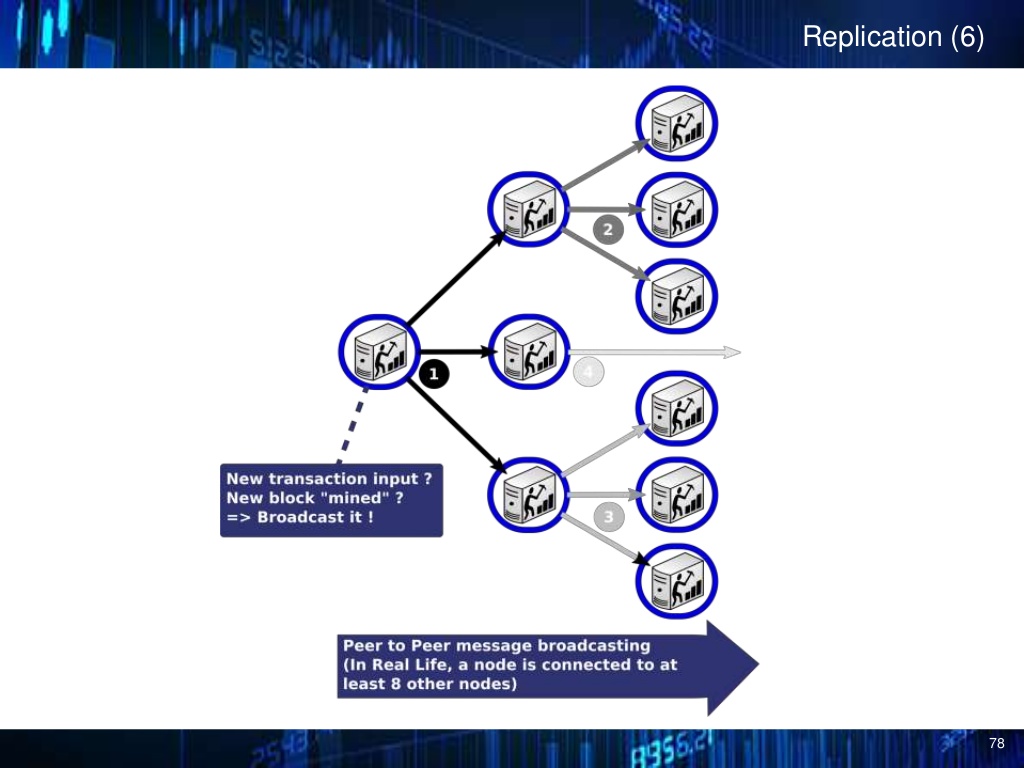 Replication (6)
2
1
4
New transaction input ?
New block "mined" ?
=> Broadcast it !
3
Peer to Peer message broadcasting
(In Real Life, a node is connected to at
least 8 other nodes)
78